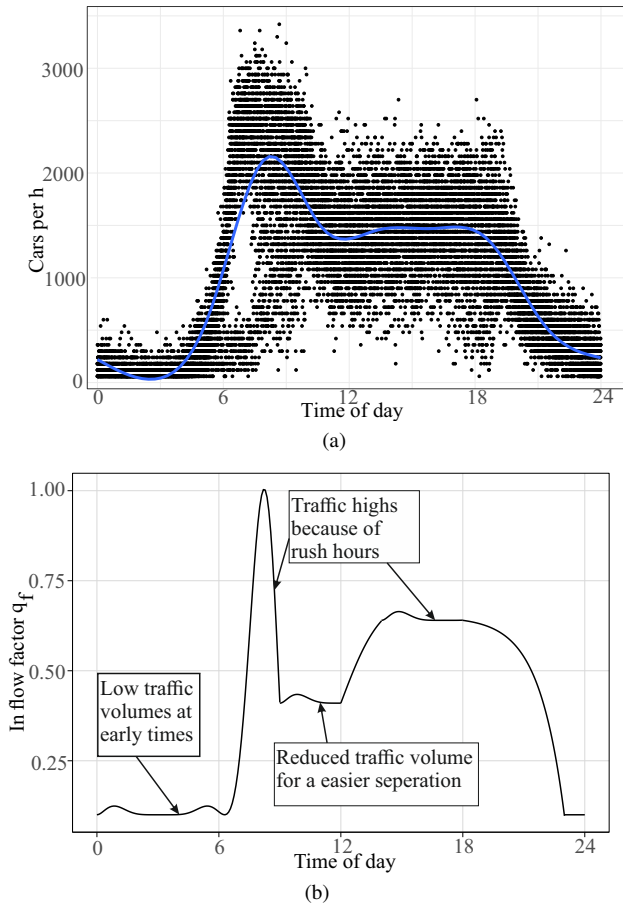 3000
2000
1000
0
Cars per h
0
6
12
18
24
Time of day
(a)
1.00
0.75
0.50
0.25
In flow factor q_f
Traffic highs
because of
rush hours
Low traffic
volumes at
early times
Reduced traffic volume
for a easier seperation
0
6
12
18
24
Time of day
(b)